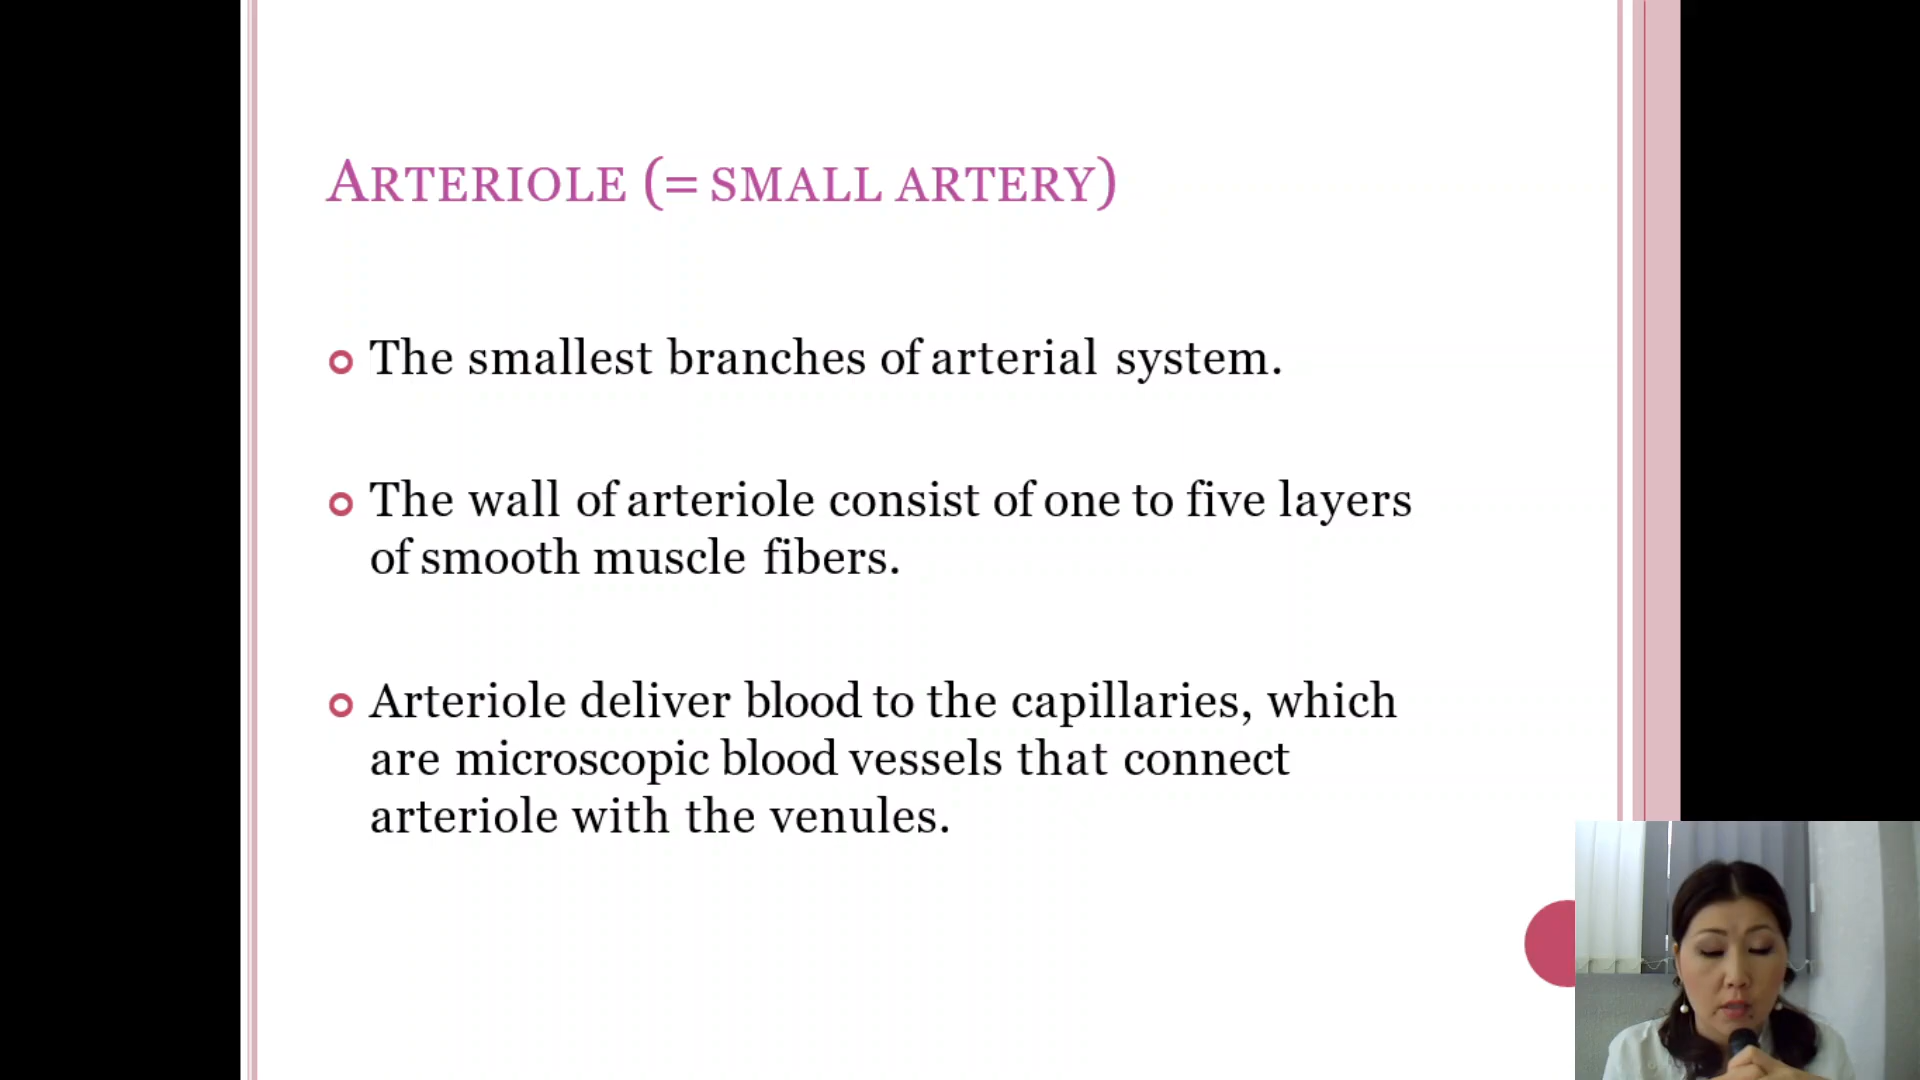 ARTERIOLE (= SMALL ARTERY)
The smallest branches of arterial system.
The wall of arteriole consist of one to five layers
of smooth muscle fibers.
Arteriole deliver blood to the capillaries, which
are microscopic blood vessels that connect
arteriole with the venules.